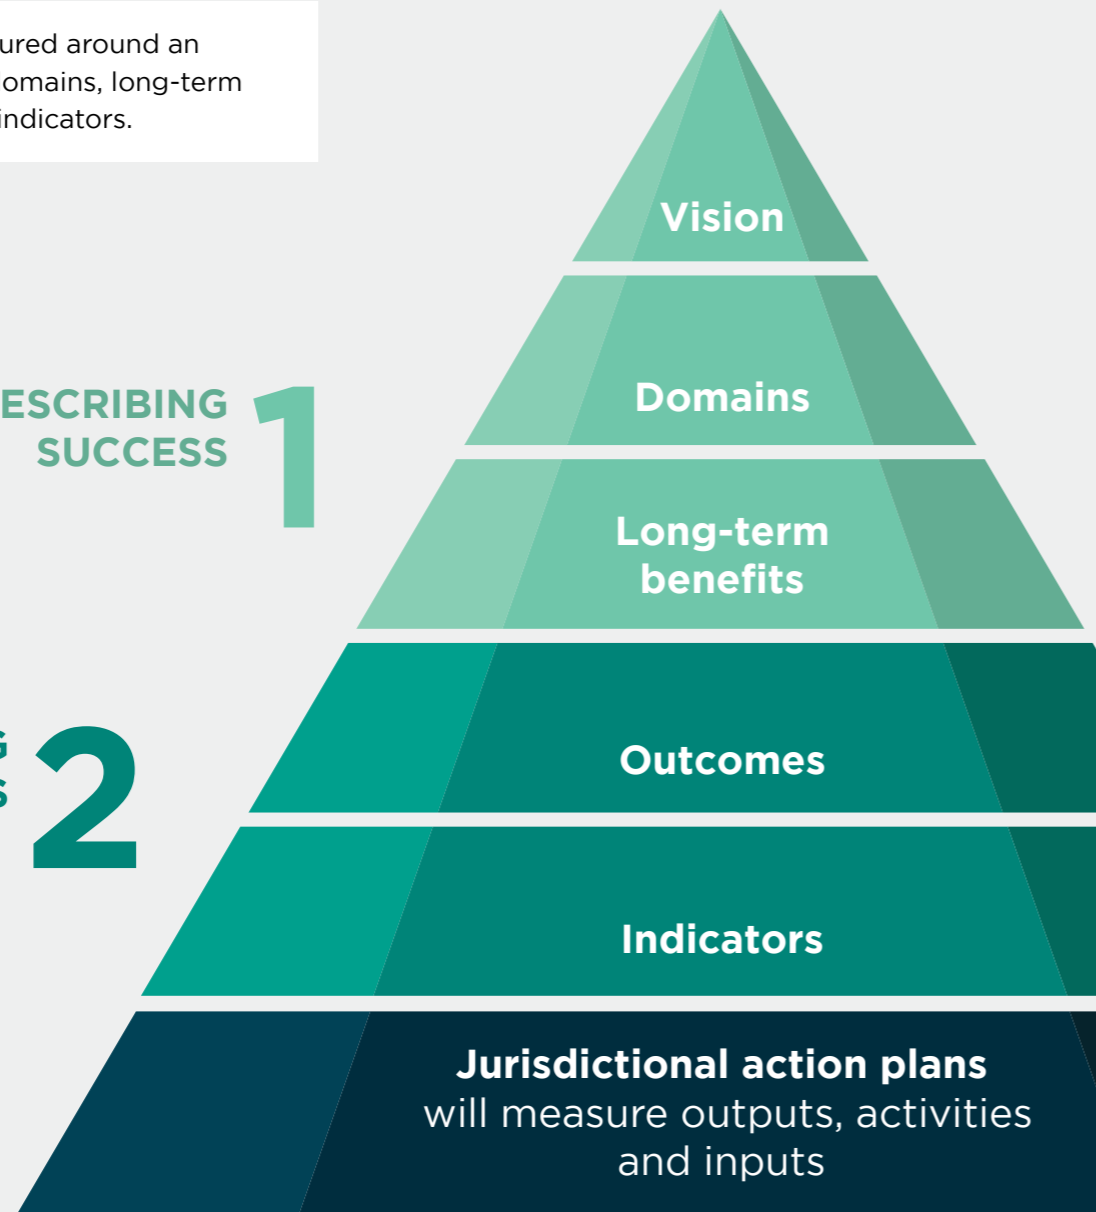 ured around an
omains, long-term
indicators.
Vision
Domains
ESCRIBING
SUCCESS
1
Long-term
benefits
Outcomes
G
S
2
Indicators
Jurisdictional action plans
will measure outputs, activities
and inputs